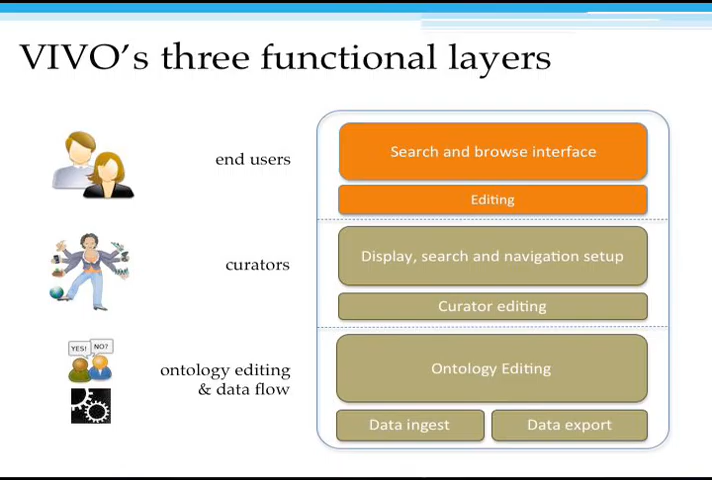 VIVO’s three functional layers
end users
Search and browse interface
Editing
curators
Display, search and navigation setup
Curator editing
YES! NO?
ontology editing
& data flow
Ontology Editing
Data ingest
Data export